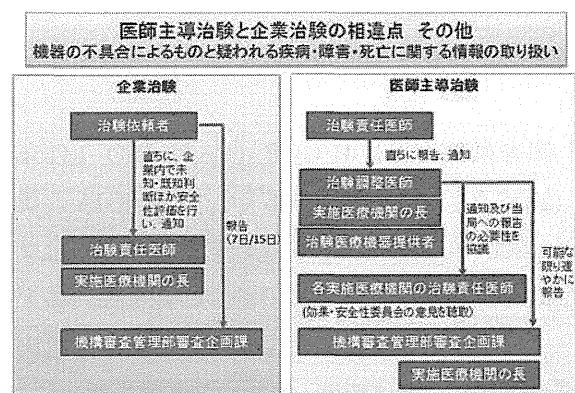 医師主導治験と企業治験の相違点 その他
機器の不具合によるものと疑われる疾病・障害・死亡に関する情報の取り扱い
企業治験
治験依頼者
直ちに、企
業内で未
知・既知判
断ほか安全
性評価を行
い、通知
報告
(7日/15日)
治験責任医師
実施医療機関の長
機構審査管理部審査企画課
医師主導治験
治験責任医師
直ちに報告、通知
治験調整医師
実施医療機関の長
治験医療機器提供者
通知及び当
局への報告
の必要性を
協議
可能な
限り速
やかに
報告
各実施医療機関の治験責任医師
(効果・安全性委員会の意見を聴取)
機構審査管理部審査企画課
実施医療機関の長